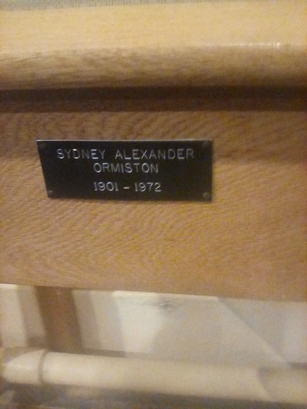 SYDNEY ALEXANDER
ORMISTON
1901 - 1972